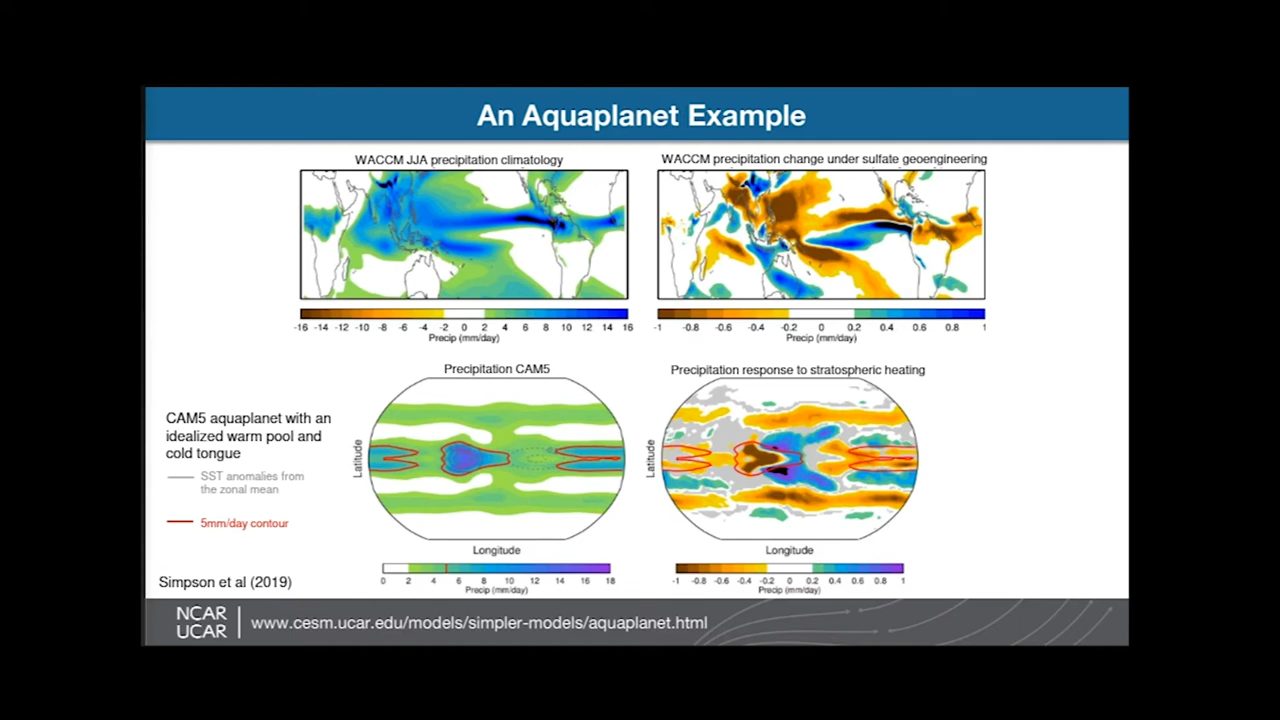 An Aquaplanet Example
WACCM JJA precipitation climatology
WACCM precipitation change under sulfate geoengineering
-16 -14 -12 -10 -8 -6 -4 -2 0 2 4 6 8 10 12 14 16
Precip (mm/day)
-1 -0.8 -0.6 -0.4 -0.2 0 0.2 0.4 0.6 0.8 1
Precip (mm/day)
Precipitation CAM5
Precipitation response to stratospheric heating
CAM5 aquaplanet with an
idealized warm pool and
cold tongue
SST anomalies from
the zonal mean
5mm/day contour
Latitude
Longitude
0 2 4 6 8 10 12 14 16 18
Precip (mm/day)
Latitude
Longitude
-1 -0.8 -0.6 -0.4 -0.2 0 0.2 0.4 0.6 0.8 1
Precip (mm/day)
Simpson et al (2019)
NCAR
UCAR
www.cesm.ucar.edu/models/simpler-models/aquaplanet.html